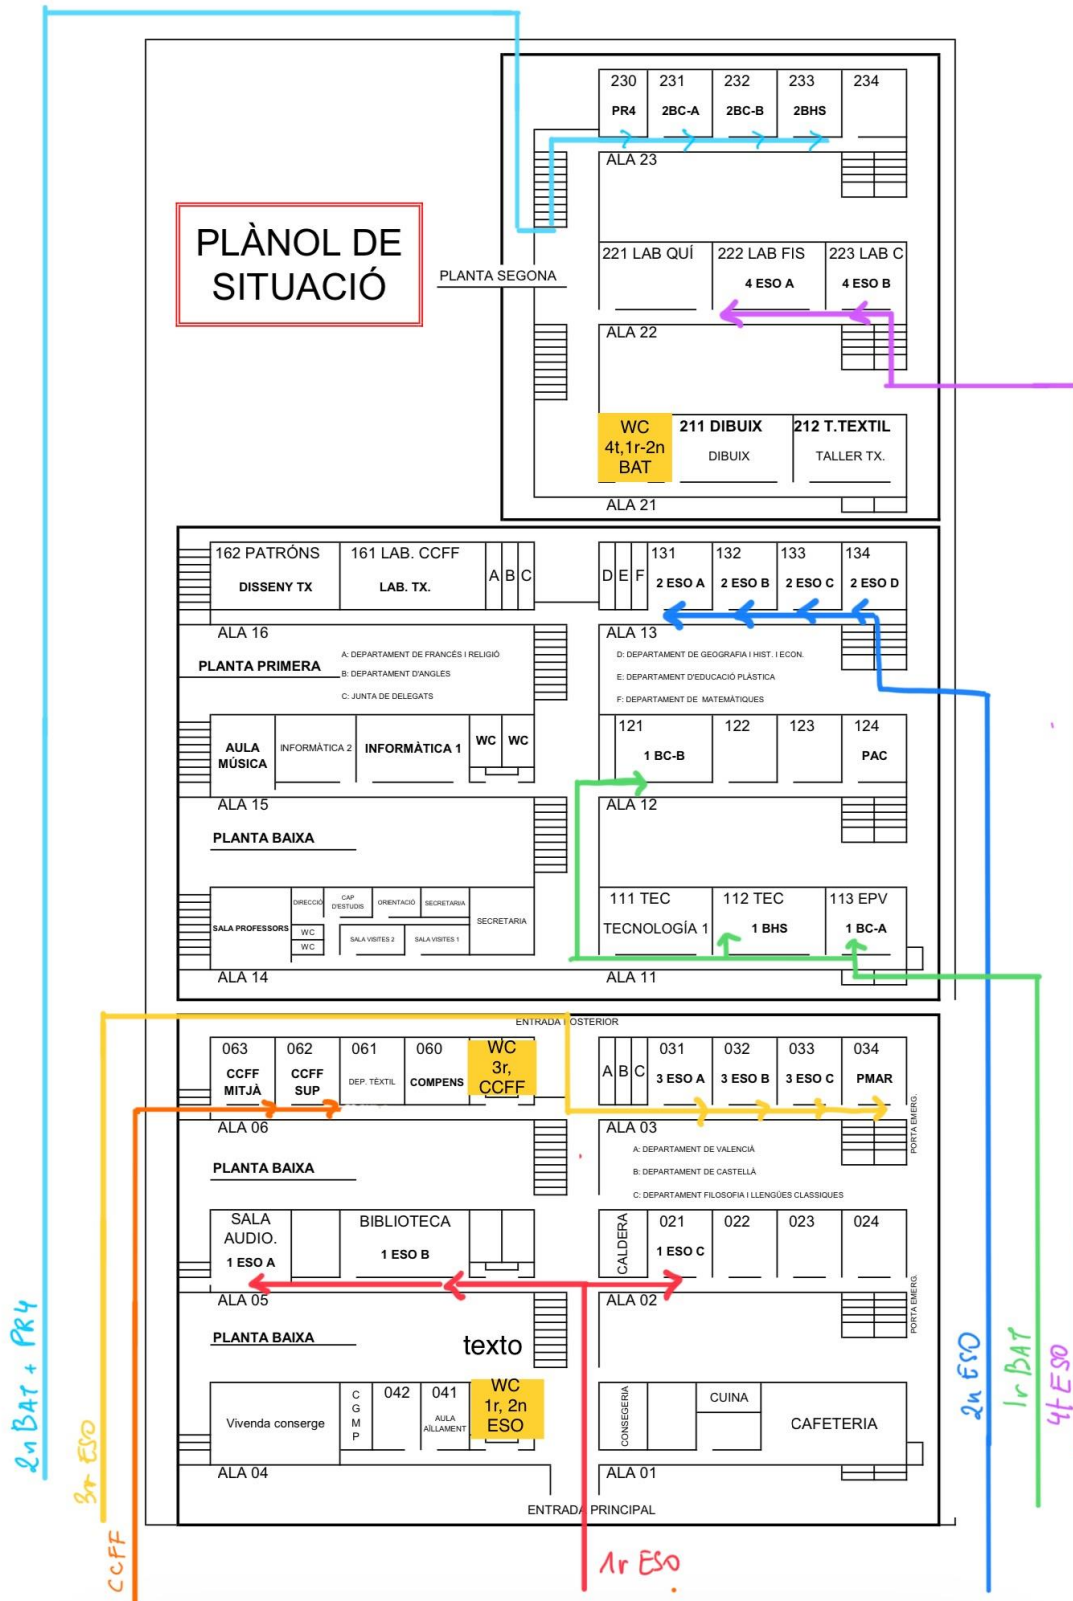 230 231 232 233 234
PR4 2BC-A 2BC-B 2BHS
ALA 23
PLÀNOL DE
SITUACIÓ
PLANTA SEGONA
221 LAB QUÍ 222 LAB FIS 223 LAB C
4 ESO A 4 ESO B
ALA 22
WC
4t,1r-2n
BAT
211 DIBUIX 212 T.TEXTIL
DIBUIX TALLER TX.
ALA 21
162 PATRÓNS 161 LAB. CCFF
DISSENY TX LAB. TX.
A B C
D E F
131 132 133 134
2 ESO A 2 ESO B 2 ESO C 2 ESO D
ALA 16
ALA 13
PLANTA PRIMERA
A: DEPARTAMENT DE FRANCÉS I RELIGIÓ
B: DEPARTAMENT D'ANGLÈS
C: JUNTA DE DELEGATS
D: DEPARTAMENT DE GEOGRAFIA I HIST. I ECON.
E: DEPARTAMENT D'EDUCACIÓ PLÀSTICA
F: DEPARTAMENT DE MATEMÀTIQUES
AULA
MÚSICA
INFORMÀTICA 2
INFORMÀTICA 1
WC WC
121 122 123 124
1 BC-B PAC
ALA 15
ALA 12
PLANTA BAIXA
SALA PROFESSORS
DIRECCIÓ
CAP
D'ESTUDIS
ORIENTACIÓ
SECRETARIA
SECRETARIA
WC
WC
SALA VISITES 2
SALA VISITES 1
111 TEC 112 TEC 113 EPV
TECNOLOGÍA 1 1 BHS 1 BC-A
ALA 14
ALA 11
ENTRADA POSTERIOR
063 062 061 060
CCFF
MITJÀ
CCFF
SUP
DEP. TÈXTIL
COMPENS
WC
3r,
CCFF
A B C
031 032 033 034
3 ESO A 3 ESO B 3 ESO C PMAR
ALA 06
ALA 03
PORTA EMERG.
PLANTA BAIXA
A: DEPARTAMENT DE VALENCIÀ
B: DEPARTAMENT DE CASTELLÀ
C: DEPARTAMENT FILOSOFIA I LLENGÜES CLASSIQUES
SALA
AUDIO.
1 ESO A
BIBLIOTECA
1 ESO B
CALDERA
021 022 023 024
1 ESO C
ALA 05
ALA 02
PORTA EMERG.
PLANTA BAIXA
texto
Vivenda conserge
C
G
M
P
042 041
AULA
AÏLLAMENT
WC
1r, 2n
ESO
CONSEGERIA
CUINA
CAFETERIA
ALA 04
ALA 01
ENTRADA PRINCIPAL
2n BAT + PR4
3r ESO
CCFF
1r ESO
2n ESO
1r BAT
4t ESO